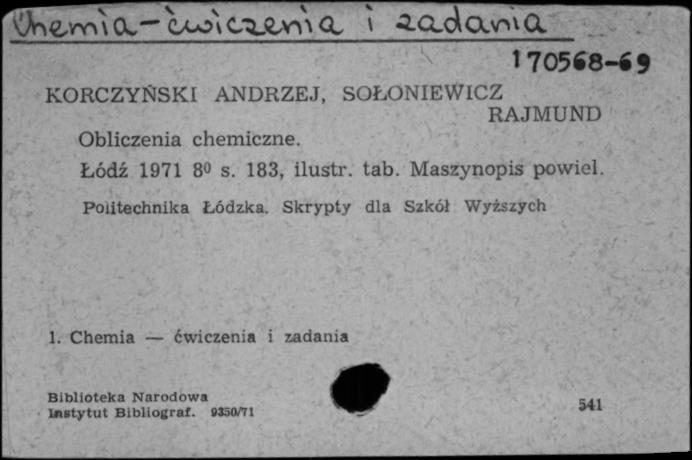 Chemia – ćwiczenia i zadania
170568-69
KORCZYŃSKI ANDRZEJ, SOŁONIEWICZ
RAJMUND
Obliczenia chemiczne.
Łódź 1971 8⁰ s. 183, ilustr. tab. Maszynopis powiel.
Politechnika Łódzka. Skrypty dla Szkół Wyższych
1. Chemia — ćwiczenia i zadania
Biblioteka Narodowa
Instytut Bibliograf. 9350/71
541